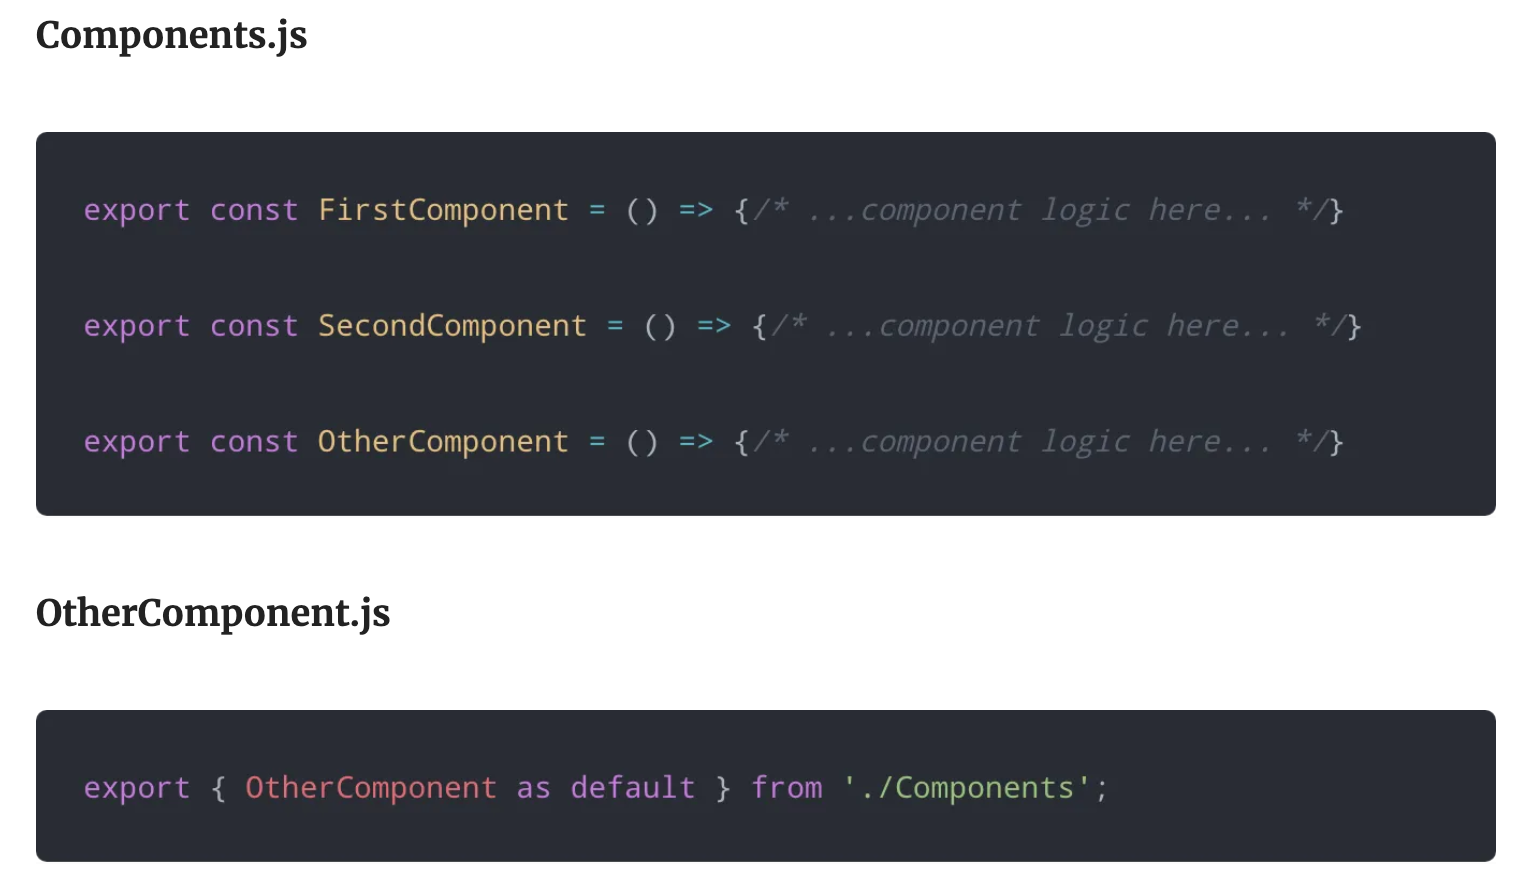 Components.js
export const FirstComponent = () => {/* ...component logic here... */}
export const SecondComponent = () => {/* ...component logic here... */}
export const OtherComponent = () => {/* ...component logic here... */}
OtherComponent.js
export { OtherComponent as default } from './Components';